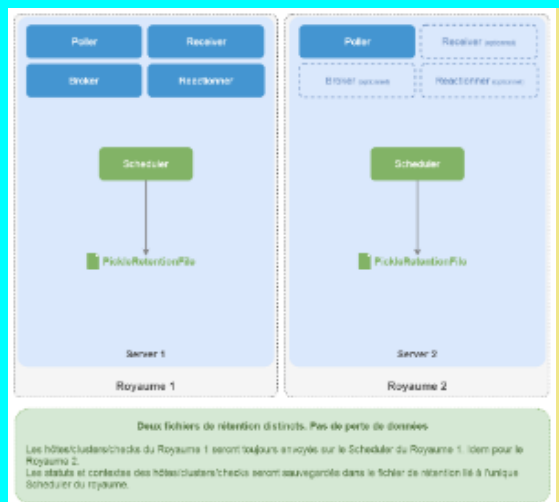 Poller
Receiver
Broker
Reactionner
Scheduler
PickleRetentionFile
Server 1
Royaume 1
Poller
Receiver (optionnel)
Broker (optionnel)
Reactionner (optionnel)
Scheduler
PickleRetentionFile
Server 2
Royaume 2
Deux fichiers de rétention distincts. Pas de perte de données
Les hôtes/clusters/checks du Royaume 1 seront toujours envoyés sur le Scheduler du Royaume 1. Idem pour le
Royaume 2.
Les statuts et contextes des hôtes/clusters/checks seront sauvegardés dans le fichier de rétention lié à l'unique
Scheduler du royaume.